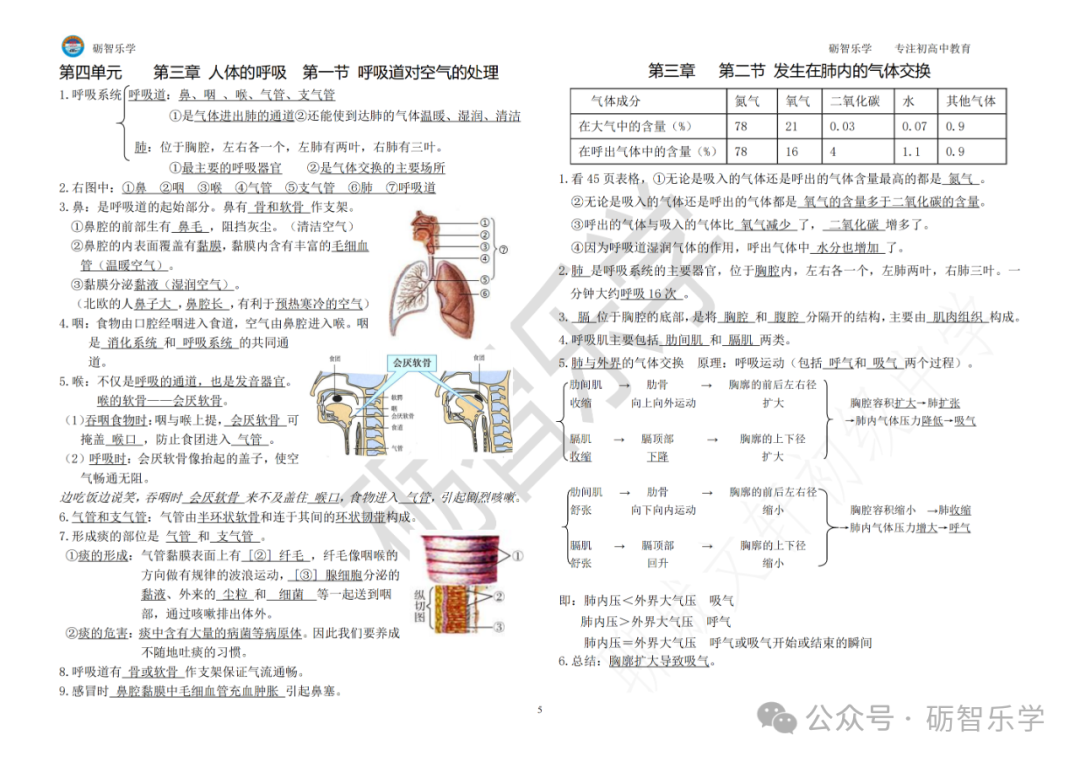 砺智乐学
第四单元 第三章 人体的呼吸 第一节 呼吸道对空气的处理
1.呼吸系统 呼吸道：鼻、咽 、喉、气管、支气管
①是气体进出肺的通道②还能使到达肺的气体温暖、湿润、清洁
肺：位于胸腔，左右各一个，左肺有两叶，右肺有三叶。
①最主要的呼吸器官 ②是气体交换的主要场所
2.右图中：①鼻 ②咽 ③喉 ④气管 ⑤支气管 ⑥肺 ⑦呼吸道
3.鼻：是呼吸道的起始部分。鼻有 骨和软骨 作支架。
①鼻腔的前部生有 鼻毛 ，阻挡灰尘。（清洁空气）
②鼻腔的内表面覆盖有黏膜，黏膜内含有丰富的毛细血
管（温暖空气）。
③黏膜分泌黏液（湿润空气）。
（北欧的人鼻子大 ，鼻腔长 ，有利于预热寒冷的空气）
①
②
③
④
⑤
⑥
⑦
4.咽：食物由口腔经咽进入食道，空气由鼻腔进入喉。咽
是 消化系统 和 呼吸系统 的共同通
道。
5.喉：不仅是呼吸的通道，也是发音器官。
喉的软骨——会厌软骨。
（1）吞咽食物时：咽与喉上提，会厌软骨 可
掩盖 喉口 ，防止食团进入 气管 。
（2）呼吸时：会厌软骨像抬起的盖子，使空
气畅通无阻。
食团
会厌软骨
食团
软腭
咽
会厌软骨
食道
气管
边吃饭边说笑，吞咽时 会厌软骨 来不及盖住 喉口，食物进入 气管，引起剧烈咳嗽。
6.气管和支气管：气管由半环状软骨和连于其间的环状韧带构成。
7.形成痰的部位是 气管 和 支气管 。
①痰的形成：气管黏膜表面上有［②］纤毛 ，纤毛像咽喉的
方向做有规律的波浪运动，［③］腺细胞分泌的
黏液、外来的 尘粒 和 细菌 等一起送到咽
部，通过咳嗽排出体外。
②痰的危害：痰中含有大量的病菌等病原体。因此我们要养成
不随地吐痰的习惯。
①
纵切图
②
③
8.呼吸道有 骨或软骨 作支架保证气流通畅。
9.感冒时 鼻腔黏膜中毛细血管充血肿胀 引起鼻塞。
砺智乐学 专注初高中教育
第三章 第二节 发生在肺内的气体交换
气体成分 氮气 氧气 二氧化碳 水 其他气体
在大气中的含量（%） 78 21 0.03 0.07 0.9
在呼出气体中的含量（%） 78 16 4 1.1 0.9
1.看 45 页表格，①无论是吸入的气体还是呼出的气体含量最高的都是 氮气 。
②无论是吸入的气体还是呼出的气体都是 氧气的含量多于二氧化碳的含量。
③呼出的气体与吸入的气体比 氧气减少 了， 二氧化碳 增多了。
④因为呼吸道湿润气体的作用，呼出气体中 水分也增加 了。
2.肺 是呼吸系统的主要器官，位于胸腔内，左右各一个，左肺两叶，右肺三叶。一
分钟大约呼吸 16 次 。
3. 膈 位于胸腔的底部，是将 胸腔 和 腹腔 分隔开的结构，主要由 肌肉组织 构成。
4.呼吸肌主要包括 肋间肌 和 膈肌 两类。
5.肺与外界的气体交换 原理：呼吸运动（包括 呼气和 吸气 两个过程）。
肋间肌 → 肋骨 → 胸廓的前后左右径
收缩 向上向外运动 扩大 胸腔容积扩大→肺扩张
→肺内气体压力降低→吸气
膈肌 → 膈顶部 → 胸廓的上下径
收缩 下降 扩大
肋间肌 → 肋骨 → 胸廓的前后左右径
舒张 向下向内运动 缩小 胸腔容积缩小 →肺收缩
→肺内气体压力增大→呼气
膈肌 → 膈顶部 → 胸廓的上下径
舒张 回升 缩小
即：肺内压＜外界大气压 吸气
肺内压＞外界大气压 呼气
肺内压＝外界大气压 呼气或吸气开始或结束的瞬间
6.总结：胸廓扩大导致吸气。
5
砺智乐学
公众号 · 砺智乐学